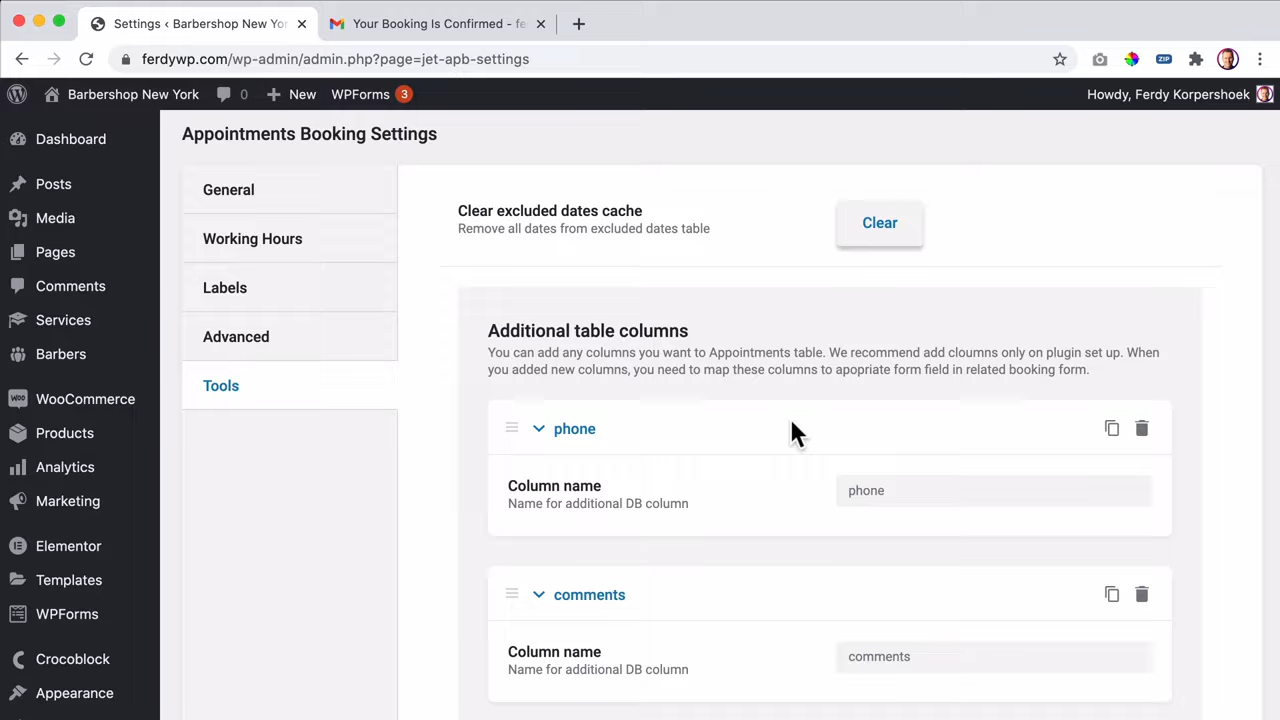 Settings ‹ Barbershop New Yor
Your Booking Is Confirmed - fe
ferdywp.com/wp-admin/admin.php?page=jet-apb-settings
ZIP
Barbershop New York
0
New
WPForms
3
Howdy, Ferdy Korpershoek
Dashboard
Posts
Media
Pages
Comments
Services
Barbers
WOO
WooCommerce
Products
Analytics
Marketing
Elementor
Templates
WPForms
Crocoblock
Appearance
Appointments Booking Settings
General
Working Hours
Labels
Advanced
Tools
Clear excluded dates cache
Remove all dates from excluded dates table
Clear
Additional table columns
You can add any columns you want to Appointments table. We recommend add cloumns only on plugin set up. When
you added new columns, you need to map these columns to apopriate form field in related booking form.
phone
Column name
Name for additional DB column
phone
comments
Column name
Name for additional DB column
comments